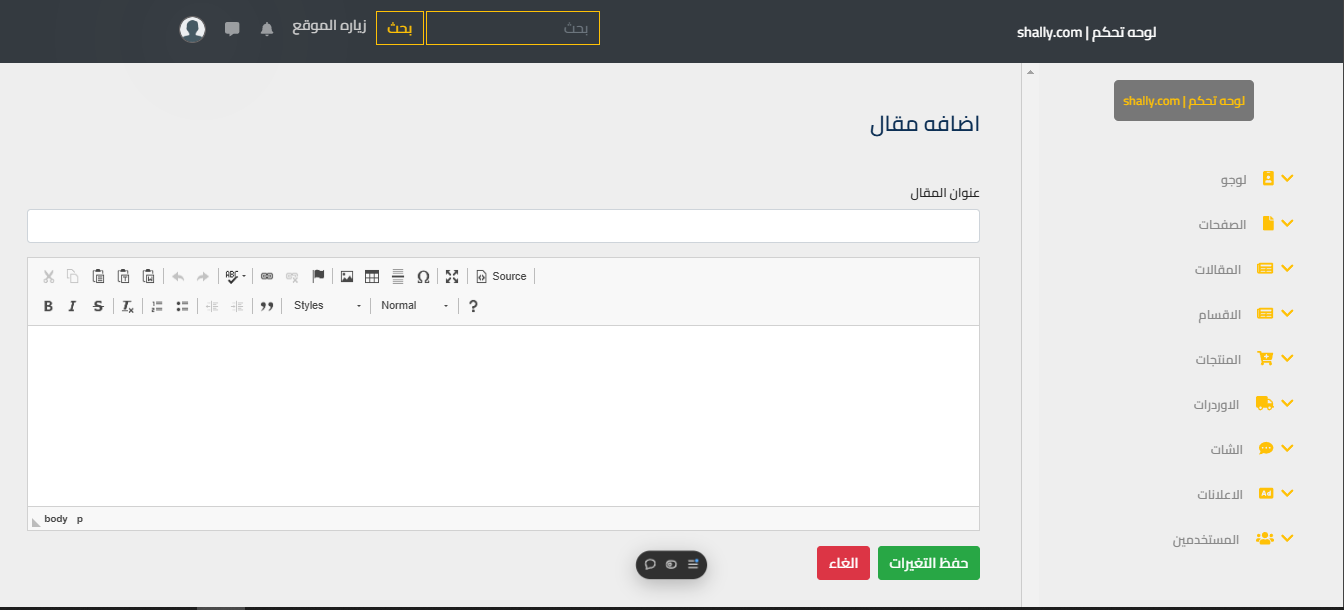 لوحه تحكم | shally.com
بحث
بحث
زياره الموقع
لوحه تحكم | shally.com
لوجو
الصفحات
المقالات
الاقسام
المنتجات
الاوردرات
الشات
الاعلانات
المستخدمين
اضافه مقال
عنوان المقال
ABC Source
B I S Styles Normal ?
body p
حفظ التغيرات
الغاء